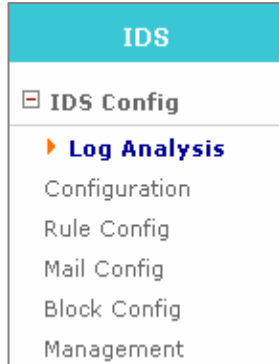 IDS
IDS Config
Log Analysis
Configuration
Rule Config
Mail Config
Block Config
Management